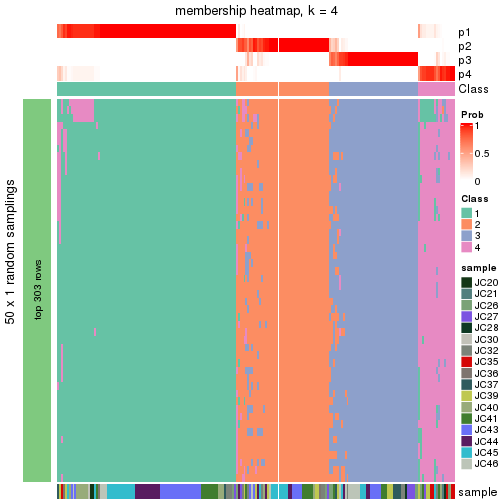 membership heatmap, k = 4
p1
p2
p3
p4
Class
50 x 1 random samplings
top 303 rows
Prob
1
0.5
0
Class
1
2
3
4
sample
JC20
JC21
JC26
JC27
JC28
JC30
JC32
JC35
JC36
JC37
JC39
JC40
JC41
JC43
JC44
JC45
JC46
sample